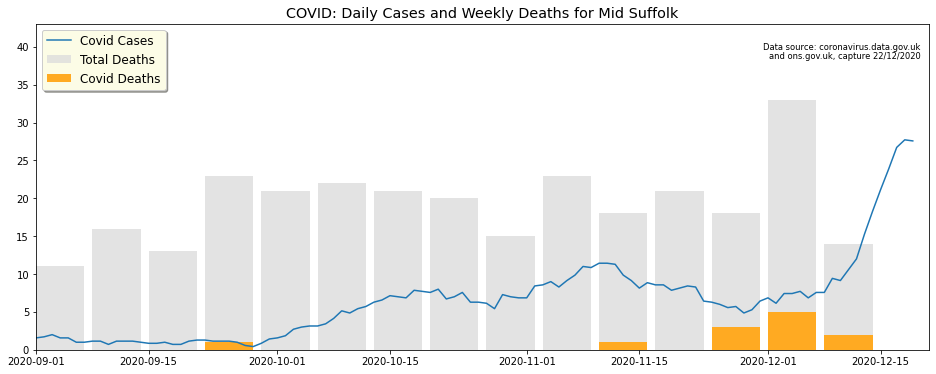 COVID: Daily Cases and Weekly Deaths for Mid Suffolk
Covid Cases
Total Deaths
Covid Deaths
Data source: coronavirus.data.gov.uk
and ons.gov.uk, capture 22/12/2020
40
35
30
25
20
15
10
5
0
2020-09-01 2020-09-15 2020-10-01 2020-10-15 2020-11-01 2020-11-15 2020-12-01 2020-12-15